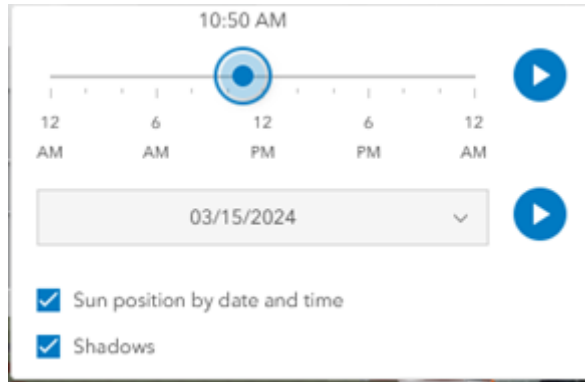 10:50 AM
12 6 12 6 12
AM AM PM PM AM
03/15/2024
Sun position by date and time
Shadows